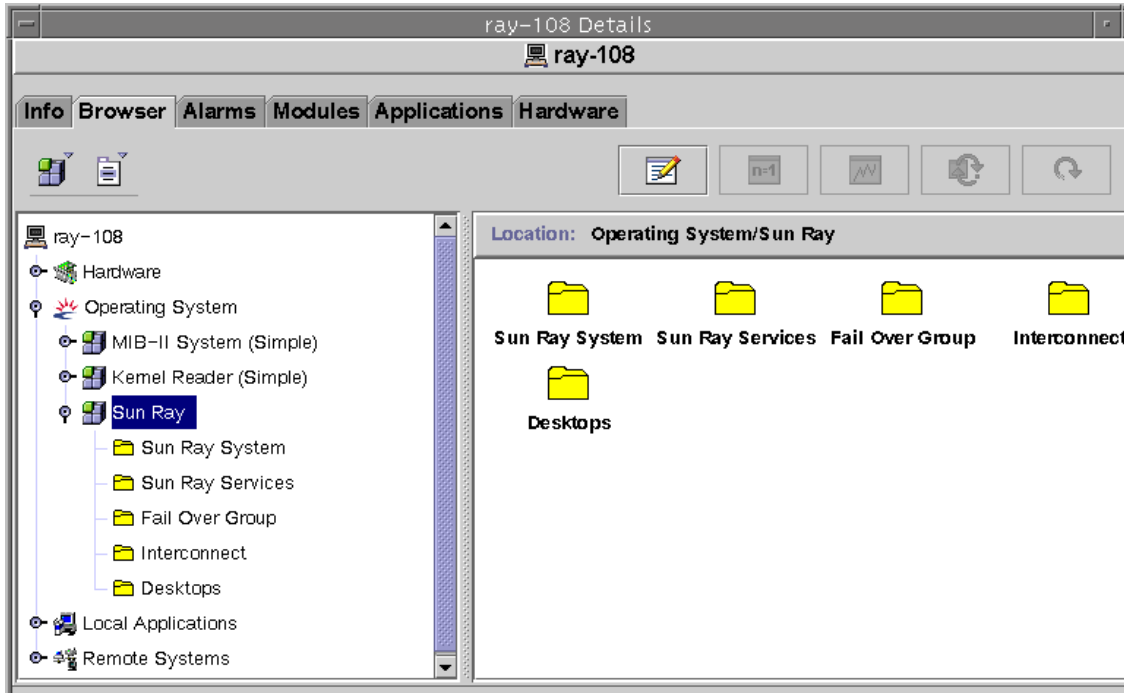 ray-108 Details
ray-108
Info Browser Alarms Modules Applications Hardware
n=1
ray-108
Hardware
Operating System
MIB-II System (Simple)
Kernel Reader (Simple)
Sun Ray
Sun Ray System
Sun Ray Services
Fail Over Group
Interconnect
Desktops
Local Applications
Remote Systems
Location: Operating System/Sun Ray
Sun Ray System Sun Ray Services Fail Over Group Interconnect
Desktops